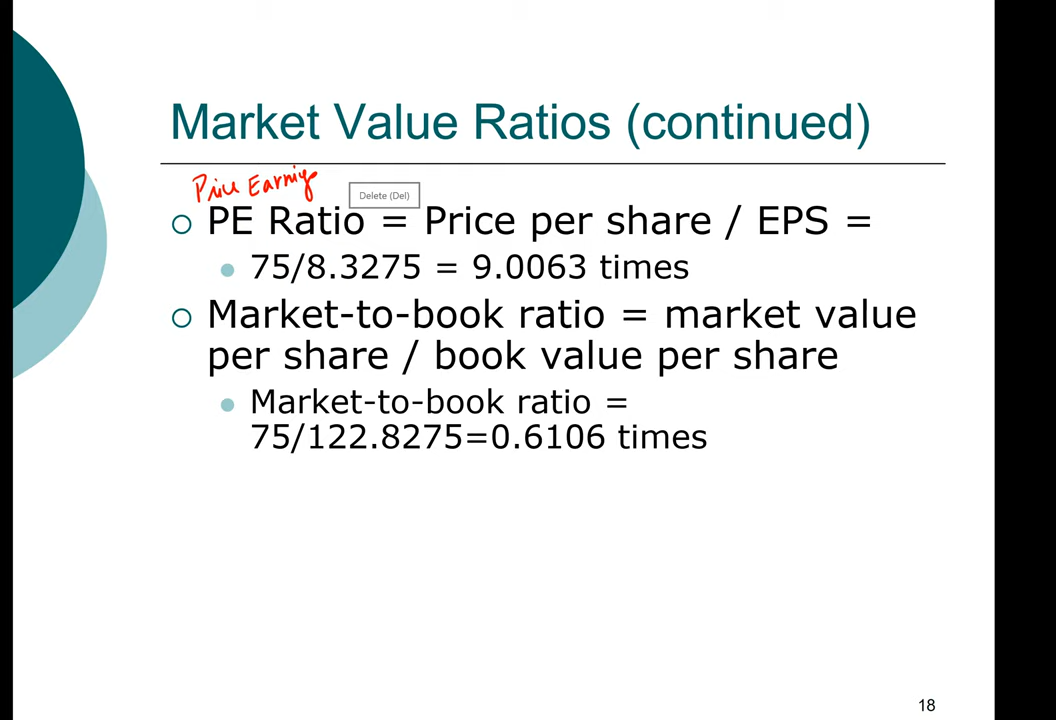 Market Value Ratios (continued)
Price Earning
Delete (Del)
PE Ratio = Price per share / EPS =
75/8.3275 = 9.0063 times
Market-to-book ratio = market value
per share / book value per share
Market-to-book ratio =
75/122.8275=0.6106 times
18